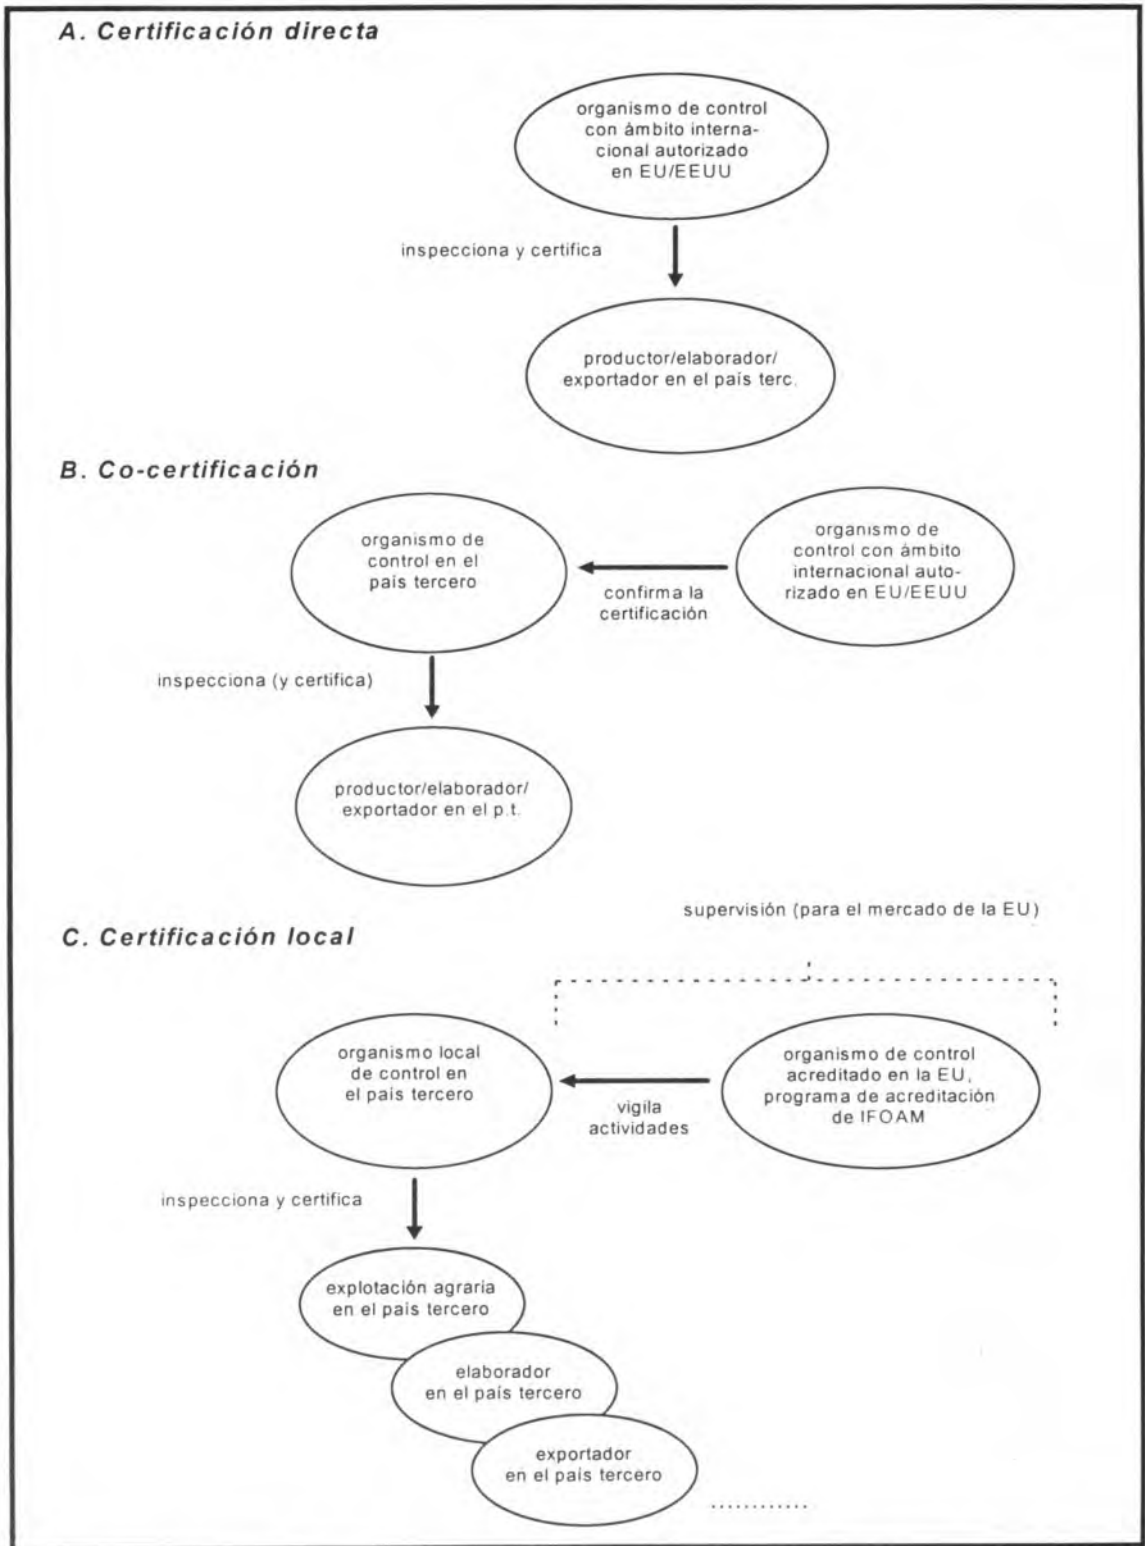 A. Certificación directa
organismo de control
con ámbito interna-
cional autorizado
en EU/EEUU
inspecciona y certifica
productor/elaborador/
exportador en el país terc.
B. Co-certificación
organismo de
control en el
país tercero
organismo de
control con ámbito
internacional auto-
rizado en EU/EEUU
confirma la
certificación
inspecciona (y certifica)
productor/elaborador/
exportador en el p.t.
supervisión (para el mercado de la EU)
C. Certificación local
organismo local
de control en
el país tercero
organismo de control
acreditado en la EU,
programa de acreditación
de IFOAM
vigila
actividades
inspecciona y certifica
explotación agraria
en el país tercero
elaborador
en el país tercero
exportador
en el país tercero
............